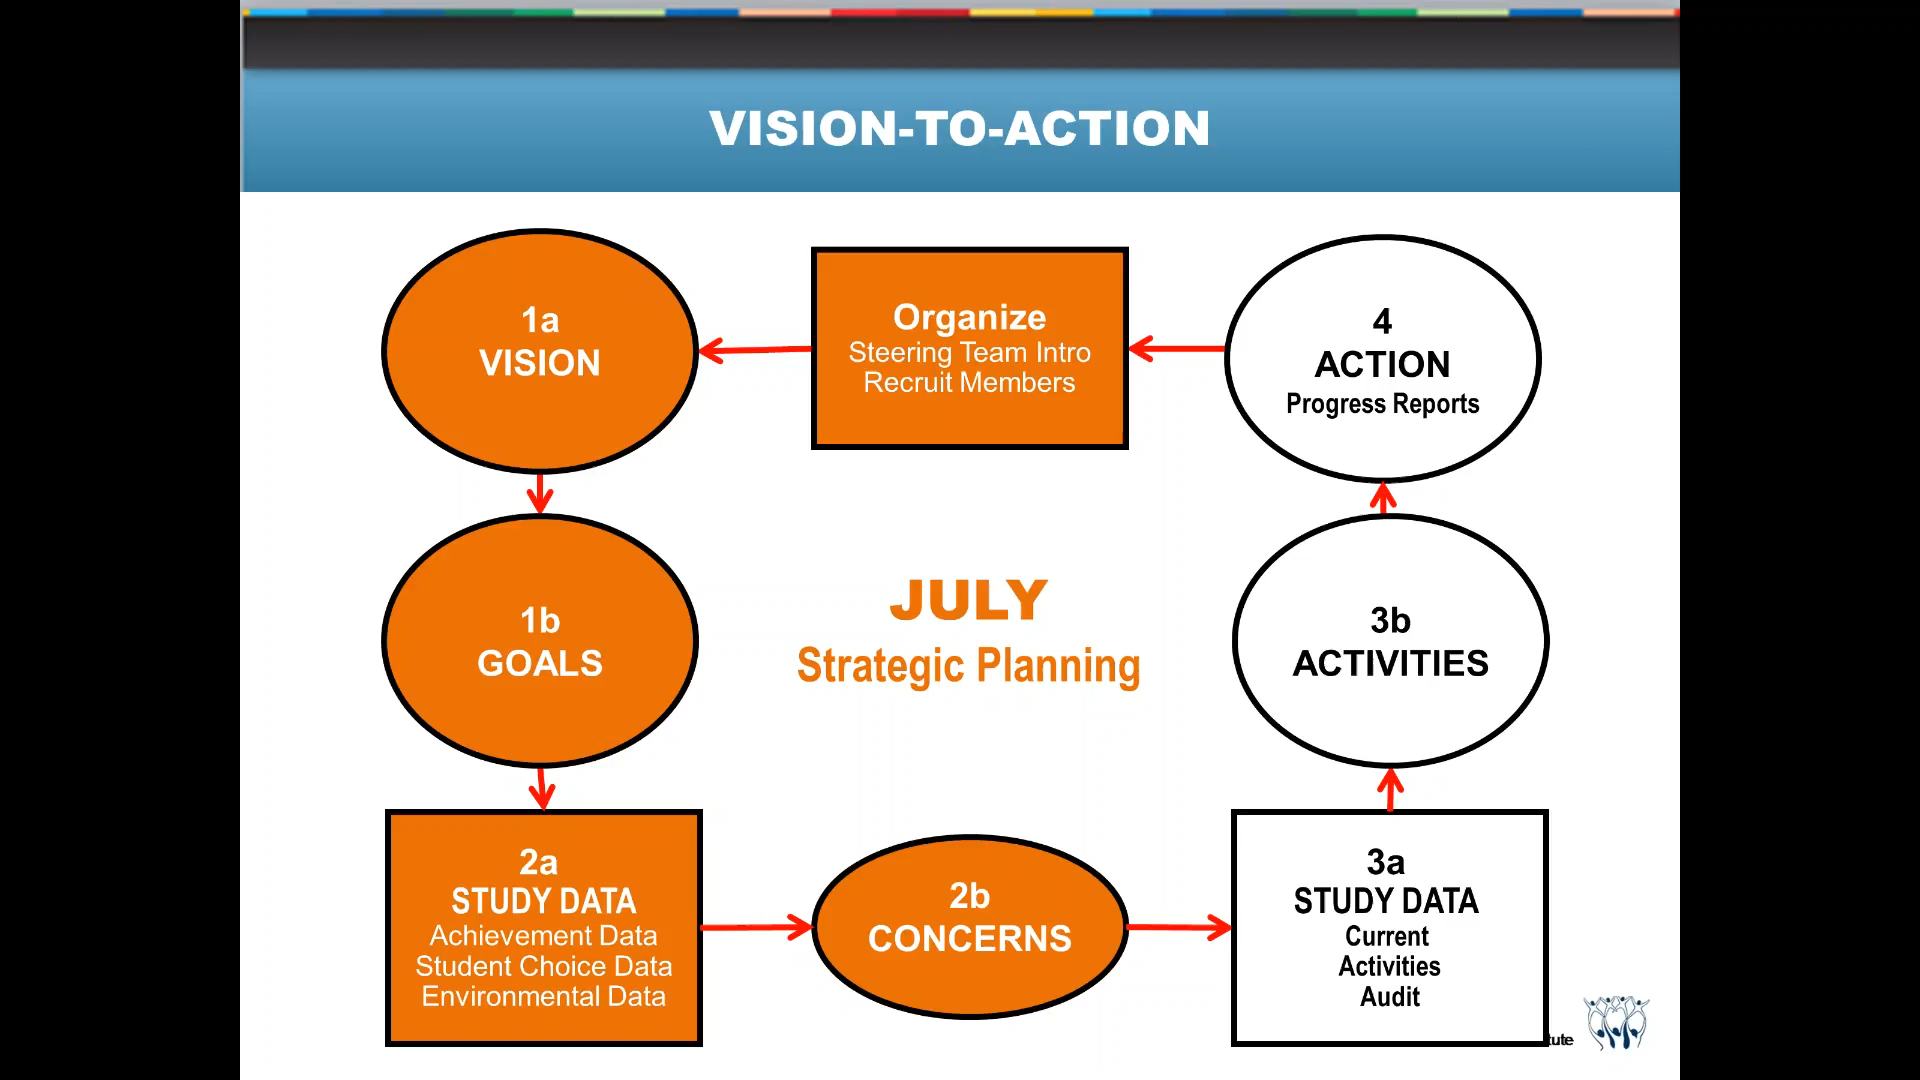 VISION-TO-ACTION
1a
VISION
Organize
Steering Team Intro
Recruit Members
4
ACTION
Progress Reports
1b
GOALS
JULY
Strategic Planning
3b
ACTIVITIES
2a
STUDY DATA
Achievement Data
Student Choice Data
Environmental Data
2b
CONCERNS
3a
STUDY DATA
Current
Activities
Audit